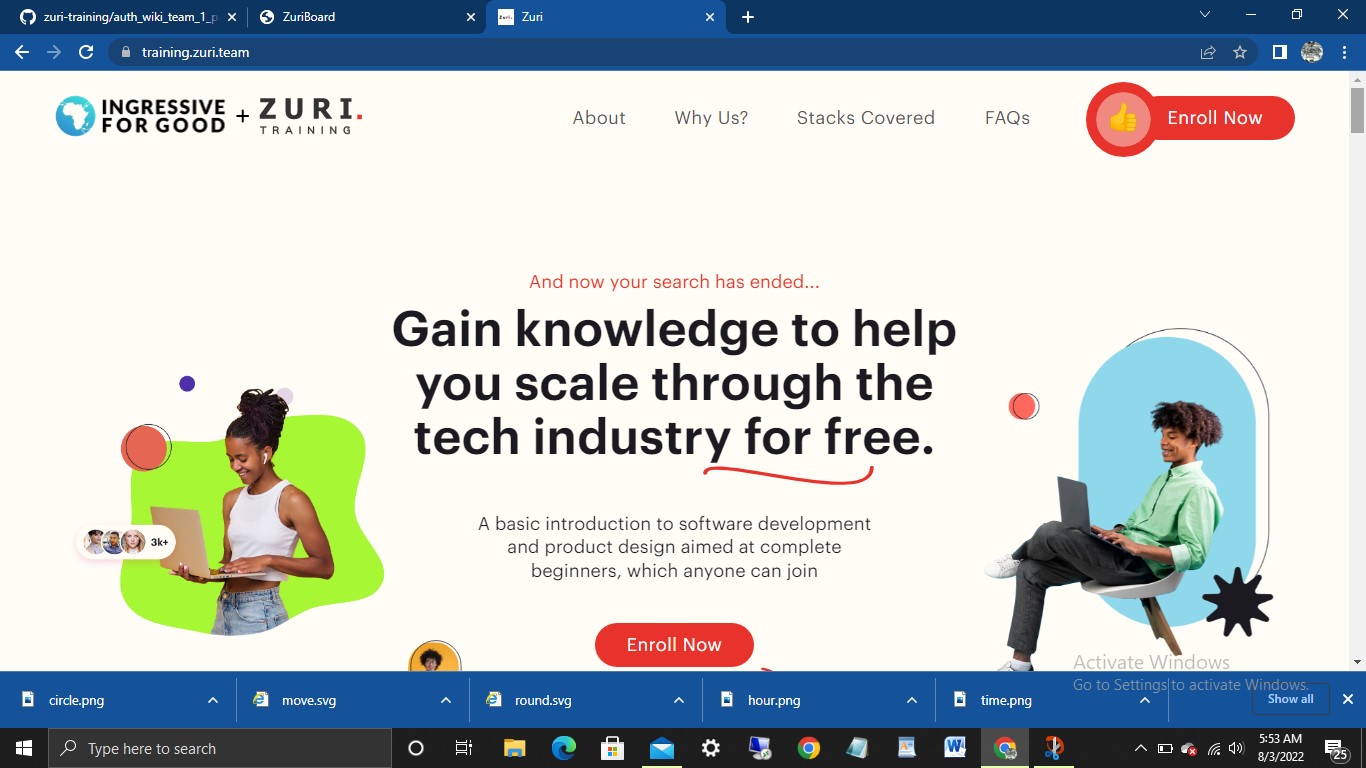 zuri-training/auth_wiki_team_1_p
ZuriBoard
Zuri
training.zuri.team
INGRESSIVE
FOR GOOD
+
ZURI.
TRAINING
About
Why Us?
Stacks Covered
FAQs
Enroll Now
And now your search has ended...
Gain knowledge to help
you scale through the
tech industry for free.
3k+
A basic introduction to software development
and product design aimed at complete
beginners, which anyone can join
Enroll Now
Activate Windows
Go to Settings to activate Windows.
circle.png
move.svg
round.svg
hour.png
time.png
Show all
Type here to search
5:53 AM
8/3/2022
25